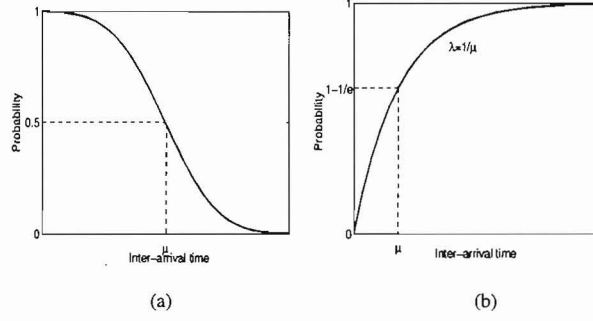 1
0.5
0
Probability
μ
Inter-arrival time
(a)
1
1-1/e
0
Probability
λ=1/μ
μ
Inter-arrival time
(b)